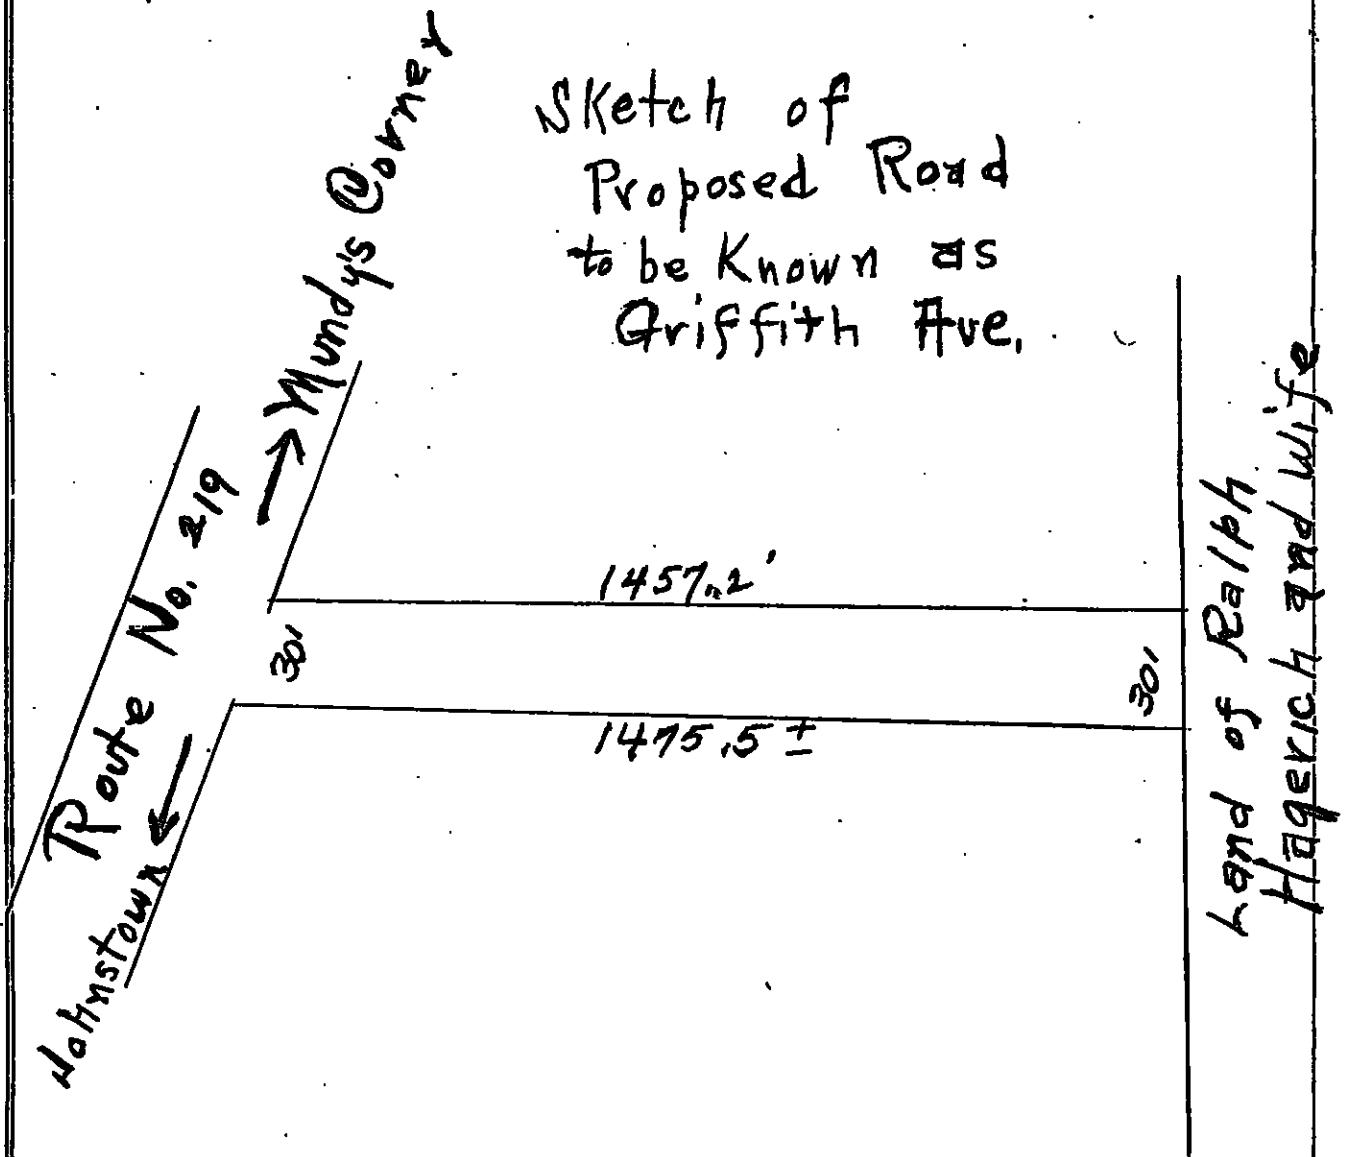 Sketch of
Proposed Road
to be Known as
Griffith Ave.
Mundy's Corner
Route No. 219
Johnstown
1457.2'
30'
30'
1475.5 ±
Land of Ralph
Hagerich and wife